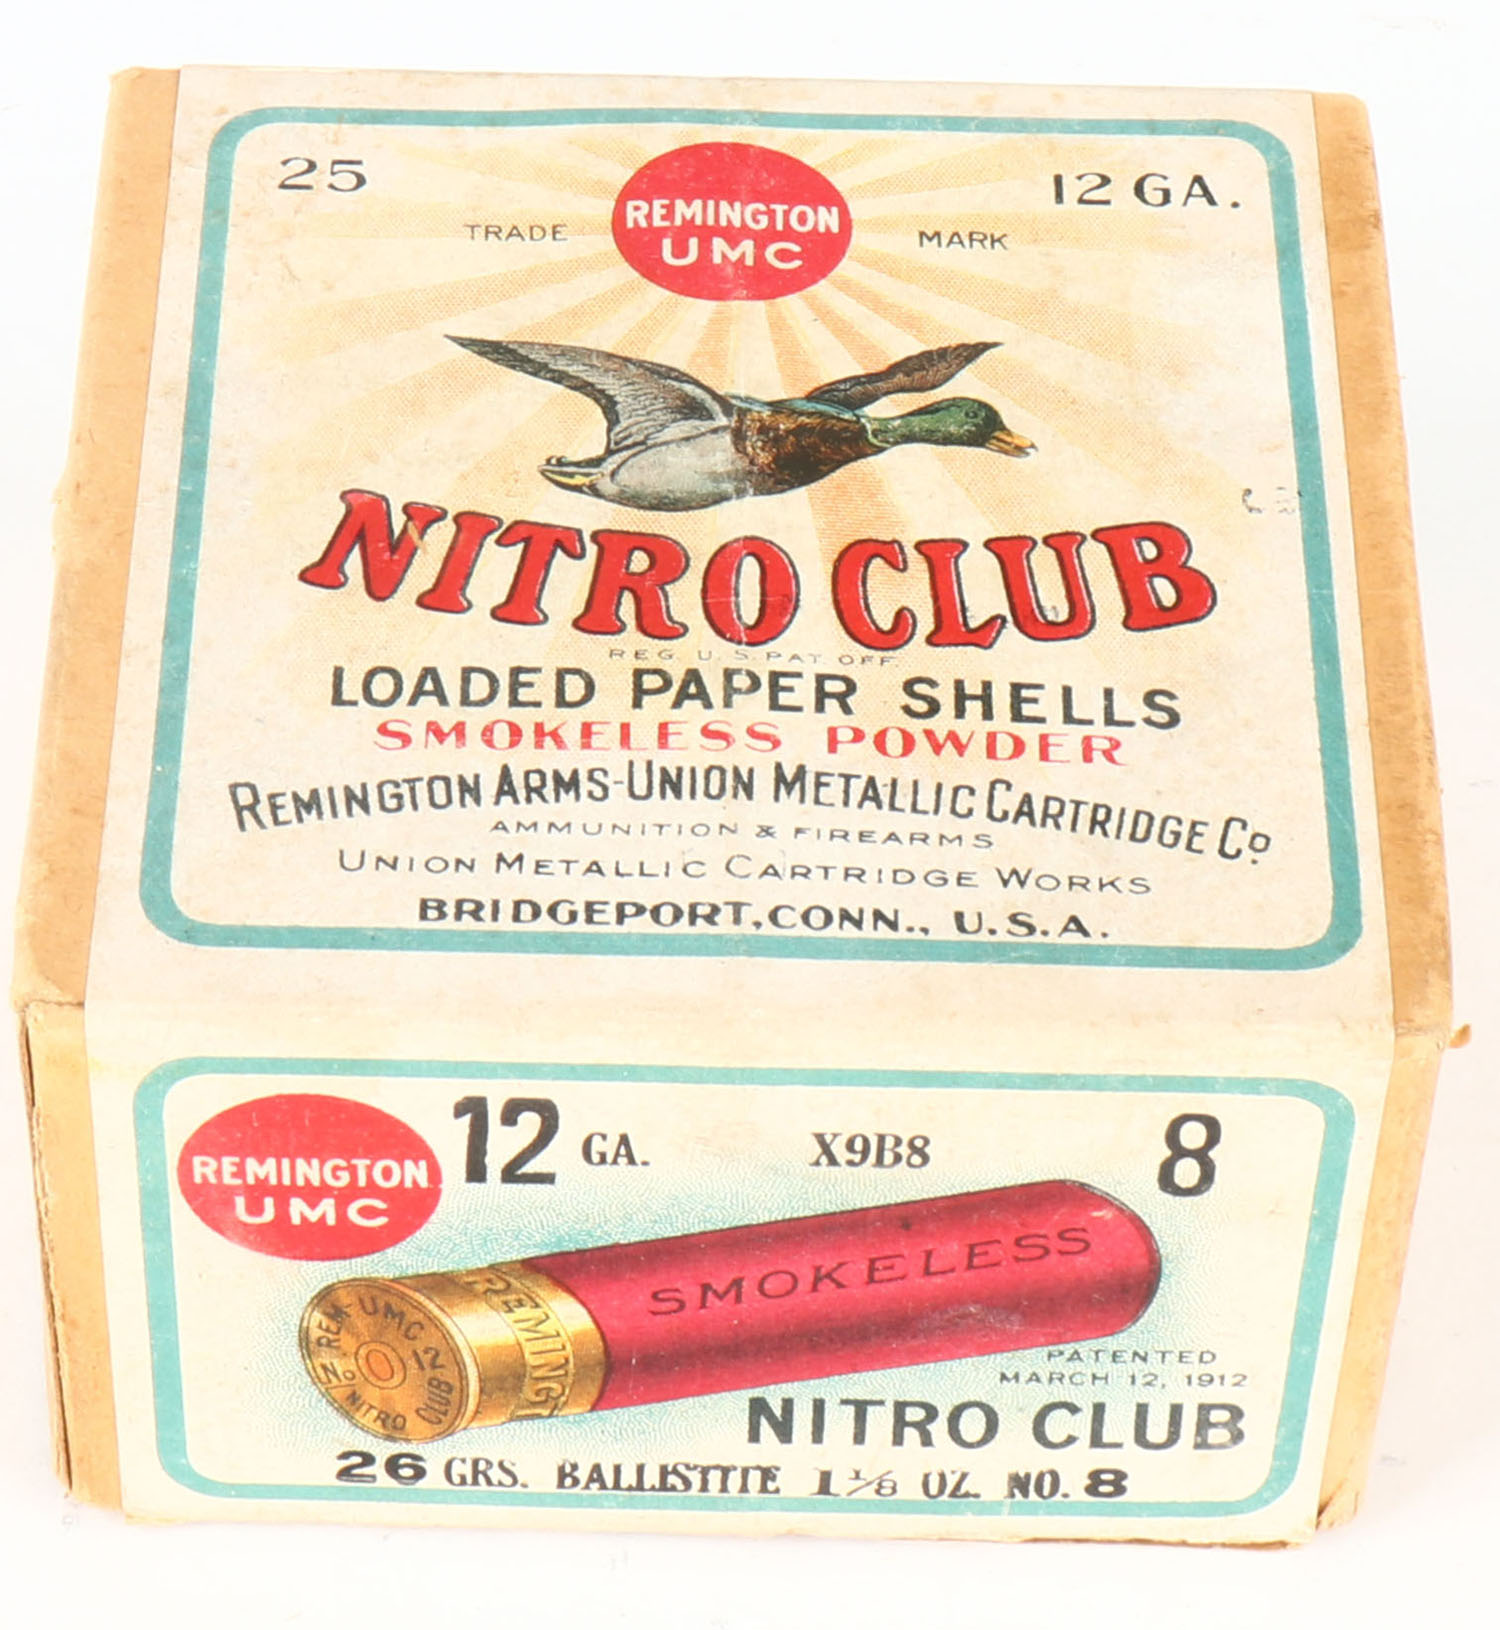 25
12 GA.
TRADE
REMINGTON
UMC
MARK
NITRO CLUB
REG. U.S. PAT. OFF.
LOADED PAPER SHELLS
SMOKELESS POWDER
REMINGTON ARMS-UNION METALLIC CARTRIDGE CO.
AMMUNITION & FIREARMS
UNION METALLIC CARTRIDGE WORKS
BRIDGEPORT, CONN., U.S.A.
REMINGTON
UMC
12 GA.
X9B8
8
SMOKELESS
REMINGT
REM-UMC
No 12
NITRO CLUB
PATENTED
MARCH 12, 1912
NITRO CLUB
26 GRS. BALLISTITE 1 1/8 OZ. NO. 8